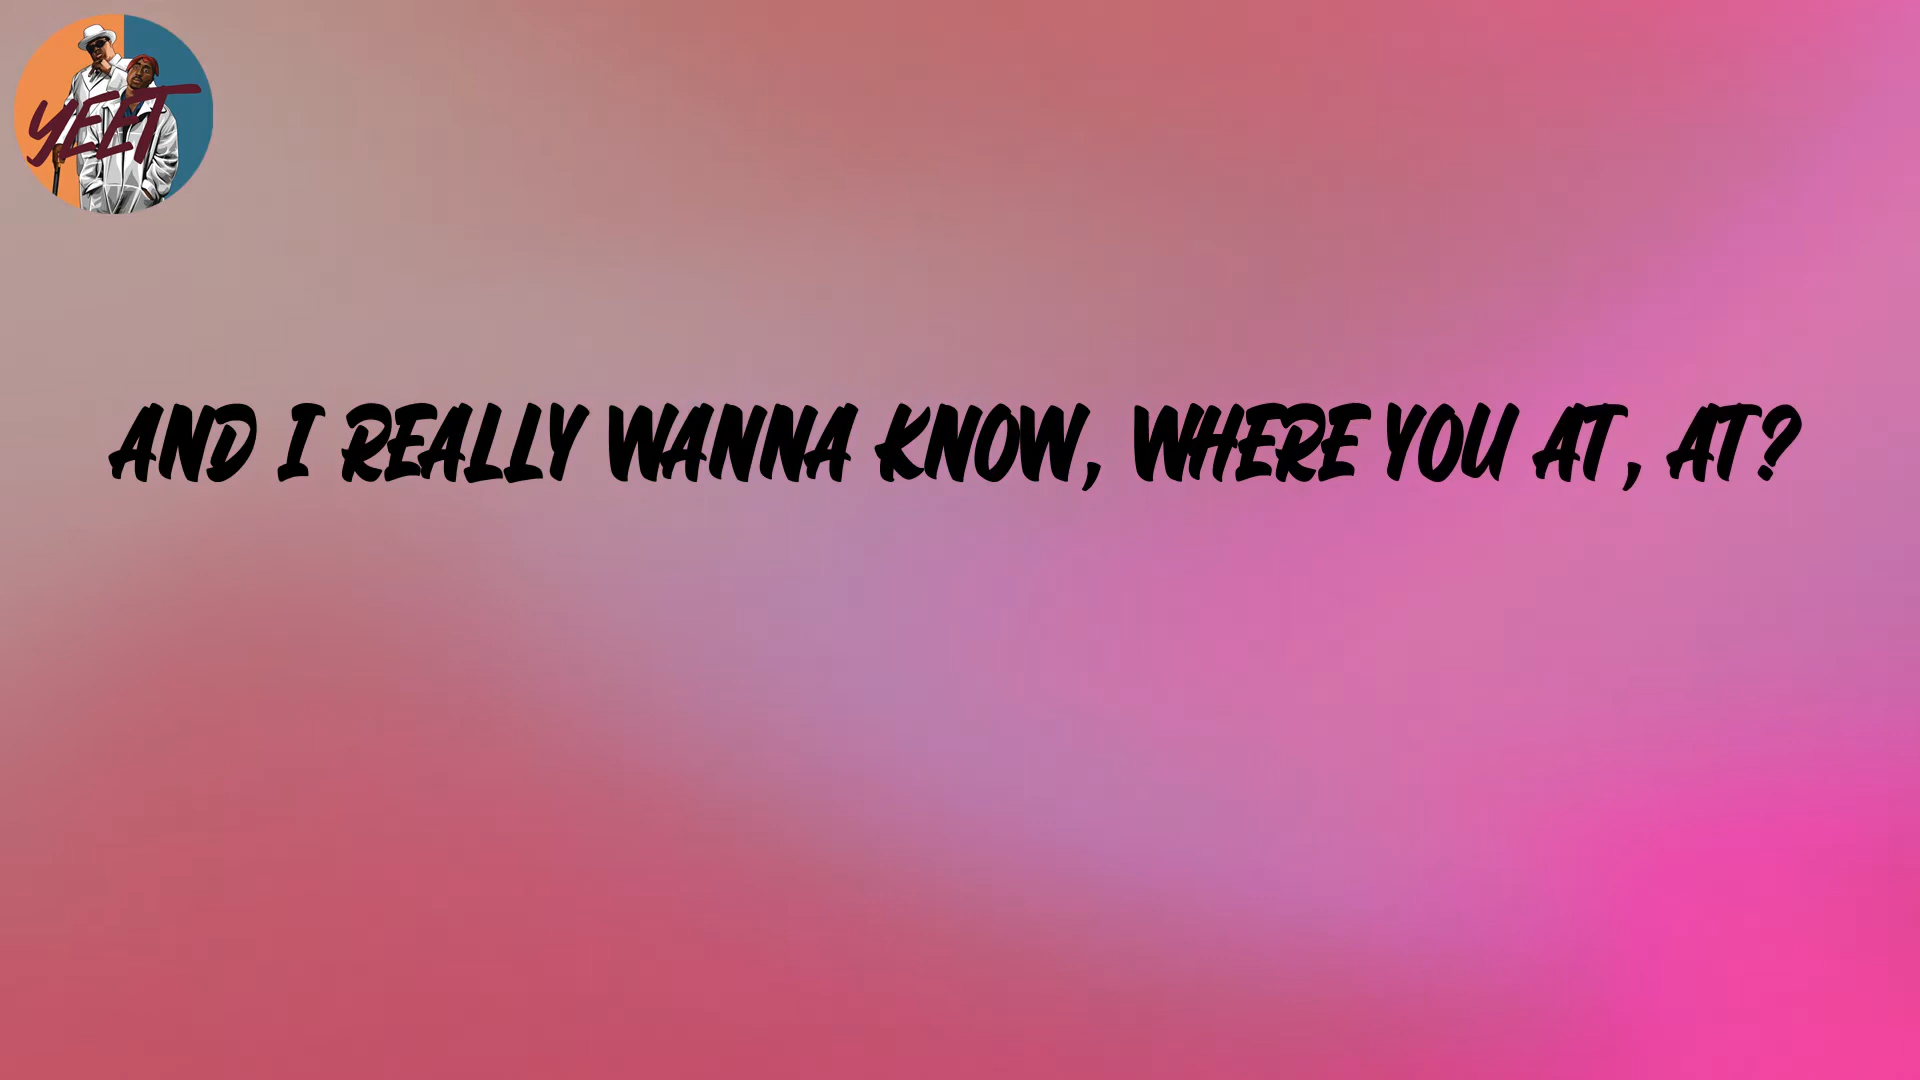 YEET
AND I REALLY WANNA KNOW, WHERE YOU AT, AT?